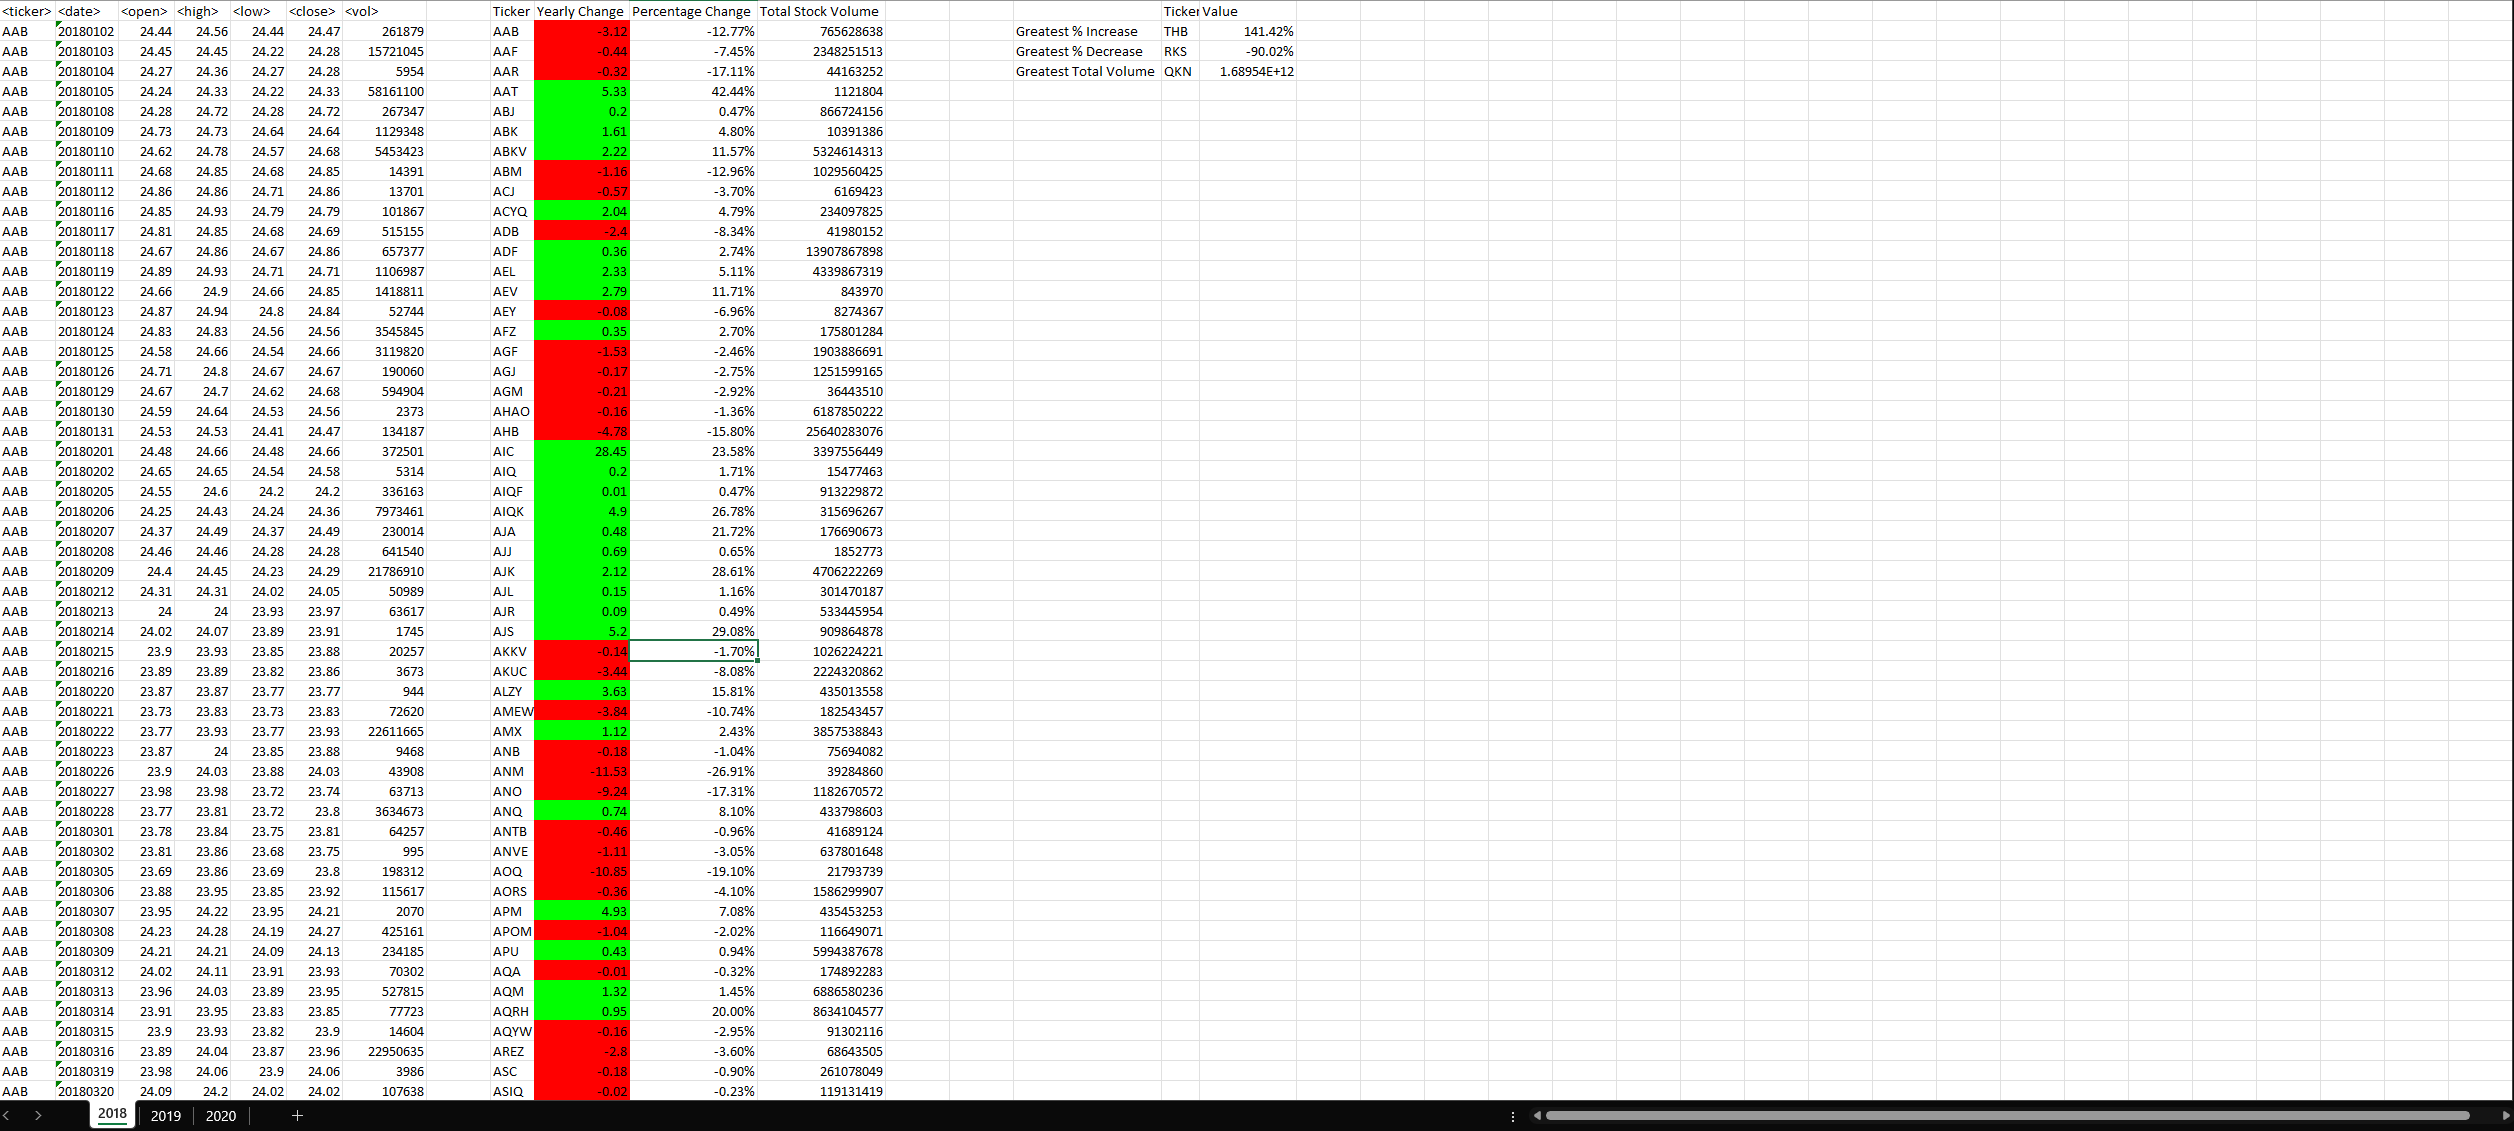 <ticker> <date> <open> <high> <low> <close> <vol> Ticker Yearly Change Percentage Change Total Stock Volume Ticker Value
AAB 20180102 24.44 24.56 24.44 24.47 261879 AAB -3.12 -12.77% 765628638 Greatest % Increase THB 141.42%
AAB 20180103 24.45 24.45 24.22 24.28 15721045 AAF -0.44 -7.45% 2348251513 Greatest % Decrease RKS -90.02%
AAB 20180104 24.27 24.36 24.27 24.28 5954 AAR -0.32 -17.11% 44163252 Greatest Total Volume QKN 1.68954E+12
AAB 20180105 24.24 24.33 24.22 24.33 58161100 AAT 5.33 42.44% 1121804
AAB 20180108 24.28 24.72 24.28 24.72 267347 ABJ 0.2 0.47% 866724156
AAB 20180109 24.73 24.73 24.64 24.64 1129348 ABK 1.61 4.80% 10391386
AAB 20180110 24.62 24.78 24.57 24.68 5453423 ABKV 2.22 11.57% 5324614313
AAB 20180111 24.68 24.85 24.68 24.85 14391 ABM -1.16 -12.96% 1029560425
AAB 20180112 24.86 24.86 24.71 24.86 13701 ACJ -0.57 -3.70% 6169423
AAB 20180116 24.85 24.93 24.79 24.79 101867 ACYQ 2.04 4.79% 234097825
AAB 20180117 24.81 24.85 24.68 24.69 515155 ADB -2.4 -8.34% 41980152
AAB 20180118 24.67 24.86 24.67 24.86 657377 ADF 0.36 2.74% 13907867898
AAB 20180119 24.89 24.93 24.71 24.71 1106987 AEL 2.33 5.11% 4339867319
AAB 20180122 24.66 24.9 24.66 24.85 1418811 AEV 2.79 11.71% 843970
AAB 20180123 24.87 24.94 24.8 24.84 52744 AEY -0.08 -6.96% 8274367
AAB 20180124 24.83 24.83 24.56 24.56 3545845 AFZ 0.35 2.70% 175801284
AAB 20180125 24.58 24.66 24.54 24.66 3119820 AGF -1.53 -2.46% 1903886691
AAB 20180126 24.71 24.8 24.67 24.67 190060 AGJ -0.17 -2.75% 1251599165
AAB 20180129 24.67 24.7 24.62 24.68 594904 AGM -0.21 -2.92% 36443510
AAB 20180130 24.59 24.64 24.53 24.56 2373 AHAO -0.16 -1.36% 6187850222
AAB 20180131 24.53 24.53 24.41 24.47 134187 AHB -4.78 -15.80% 25640283076
AAB 20180201 24.48 24.66 24.48 24.66 372501 AIC 28.45 23.58% 3397556449
AAB 20180202 24.65 24.65 24.54 24.58 5314 AIQ 0.2 1.71% 15477463
AAB 20180205 24.55 24.6 24.2 24.2 336163 AIQF 0.01 0.47% 913229872
AAB 20180206 24.25 24.43 24.24 24.36 7973461 AIQK 4.9 26.78% 315696267
AAB 20180207 24.37 24.49 24.37 24.49 230014 AJA 0.48 21.72% 176690673
AAB 20180208 24.46 24.46 24.28 24.28 641540 AJJ 0.69 0.65% 1852773
AAB 20180209 24.4 24.45 24.23 24.29 21786910 AJK 2.12 28.61% 4706222269
AAB 20180212 24.31 24.31 24.02 24.05 50989 AJL 0.15 1.16% 301470187
AAB 20180213 24 24 23.93 23.97 63617 AJR 0.09 0.49% 533445954
AAB 20180214 24.02 24.07 23.89 23.91 1745 AJS 5.2 29.08% 909864878
AAB 20180215 23.9 23.93 23.85 23.88 20257 AKKV -0.14 -1.70% 1026224221
AAB 20180216 23.89 23.89 23.82 23.86 3673 AKUC -3.44 -8.08% 2224320862
AAB 20180220 23.87 23.87 23.77 23.77 944 ALZY 3.63 15.81% 435013558
AAB 20180221 23.73 23.83 23.73 23.83 72620 AMEW -3.84 -10.74% 182543457
AAB 20180222 23.77 23.93 23.77 23.93 22611665 AMX 1.12 2.43% 3857538843
AAB 20180223 23.87 24 23.85 23.88 9468 ANB -0.18 -1.04% 75694082
AAB 20180226 23.9 24.03 23.88 24.03 43908 ANM -11.53 -26.91% 39284860
AAB 20180227 23.98 23.98 23.72 23.74 63713 ANO -9.24 -17.31% 1182670572
AAB 20180228 23.77 23.81 23.72 23.8 3634673 ANQ 0.74 8.10% 433798603
AAB 20180301 23.78 23.84 23.75 23.81 64257 ANTB -0.46 -0.96% 41689124
AAB 20180302 23.81 23.86 23.68 23.75 995 ANVE -1.11 -3.05% 637801648
AAB 20180305 23.69 23.86 23.69 23.8 198312 AOQ -10.85 -19.10% 21793739
AAB 20180306 23.88 23.95 23.85 23.92 115617 AORS -0.36 -4.10% 1586299907
AAB 20180307 23.95 24.22 23.95 24.21 2070 APM 4.93 7.08% 435453253
AAB 20180308 24.23 24.28 24.19 24.27 425161 APOM -1.04 -2.02% 116649071
AAB 20180309 24.21 24.21 24.09 24.13 234185 APU 0.43 0.94% 5994387678
AAB 20180312 24.02 24.11 23.91 23.93 70302 AQA -0.01 -0.32% 174892283
AAB 20180313 23.96 24.03 23.89 23.95 527815 AQM 1.32 1.45% 6886580236
AAB 20180314 23.91 23.95 23.83 23.85 77723 AQRH 0.95 20.00% 8634104577
AAB 20180315 23.9 23.93 23.82 23.9 14604 AQYW -0.16 -2.95% 91302116
AAB 20180316 23.89 24.04 23.87 23.96 22950635 AREZ -2.8 -3.60% 68643505
AAB 20180319 23.98 24.06 23.9 24.06 3986 ASC -0.18 -0.90% 261078049
AAB 20180320 24.09 24.2 24.02 24.02 107638 ASIQ -0.02 -0.23% 119131419
2018 2019 2020